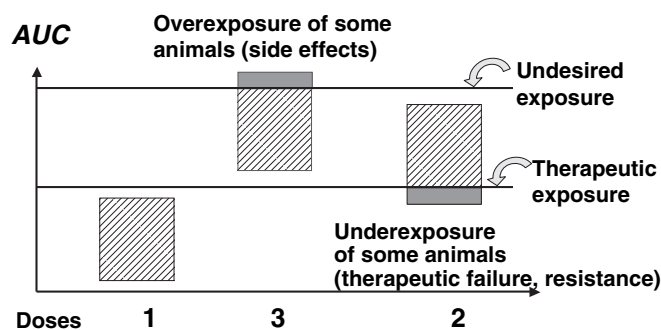 Overexposure of some
animals (side effects)
AUC
Undesired
exposure
Therapeutic
exposure
Underexposure
of some animals
(therapeutic failure, resistance)
Doses 1 3 2